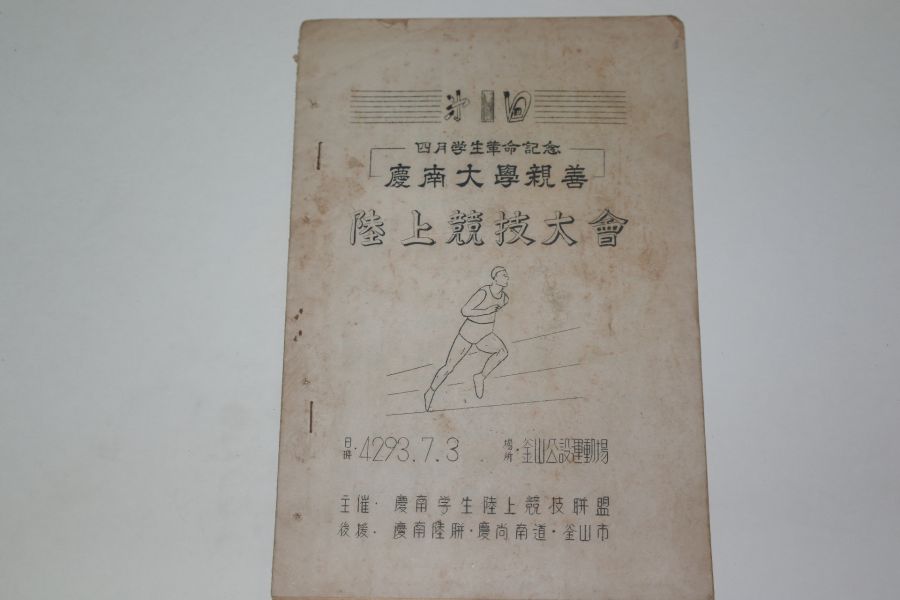 第1回
四月学生革命記念
慶南大學親善
陸上競技大會
日時·4293.7.3 場所·釜山公設運動場
主催·慶南学生陸上競技聯盟
後援·慶南陸聯·慶尚南道·釜山市